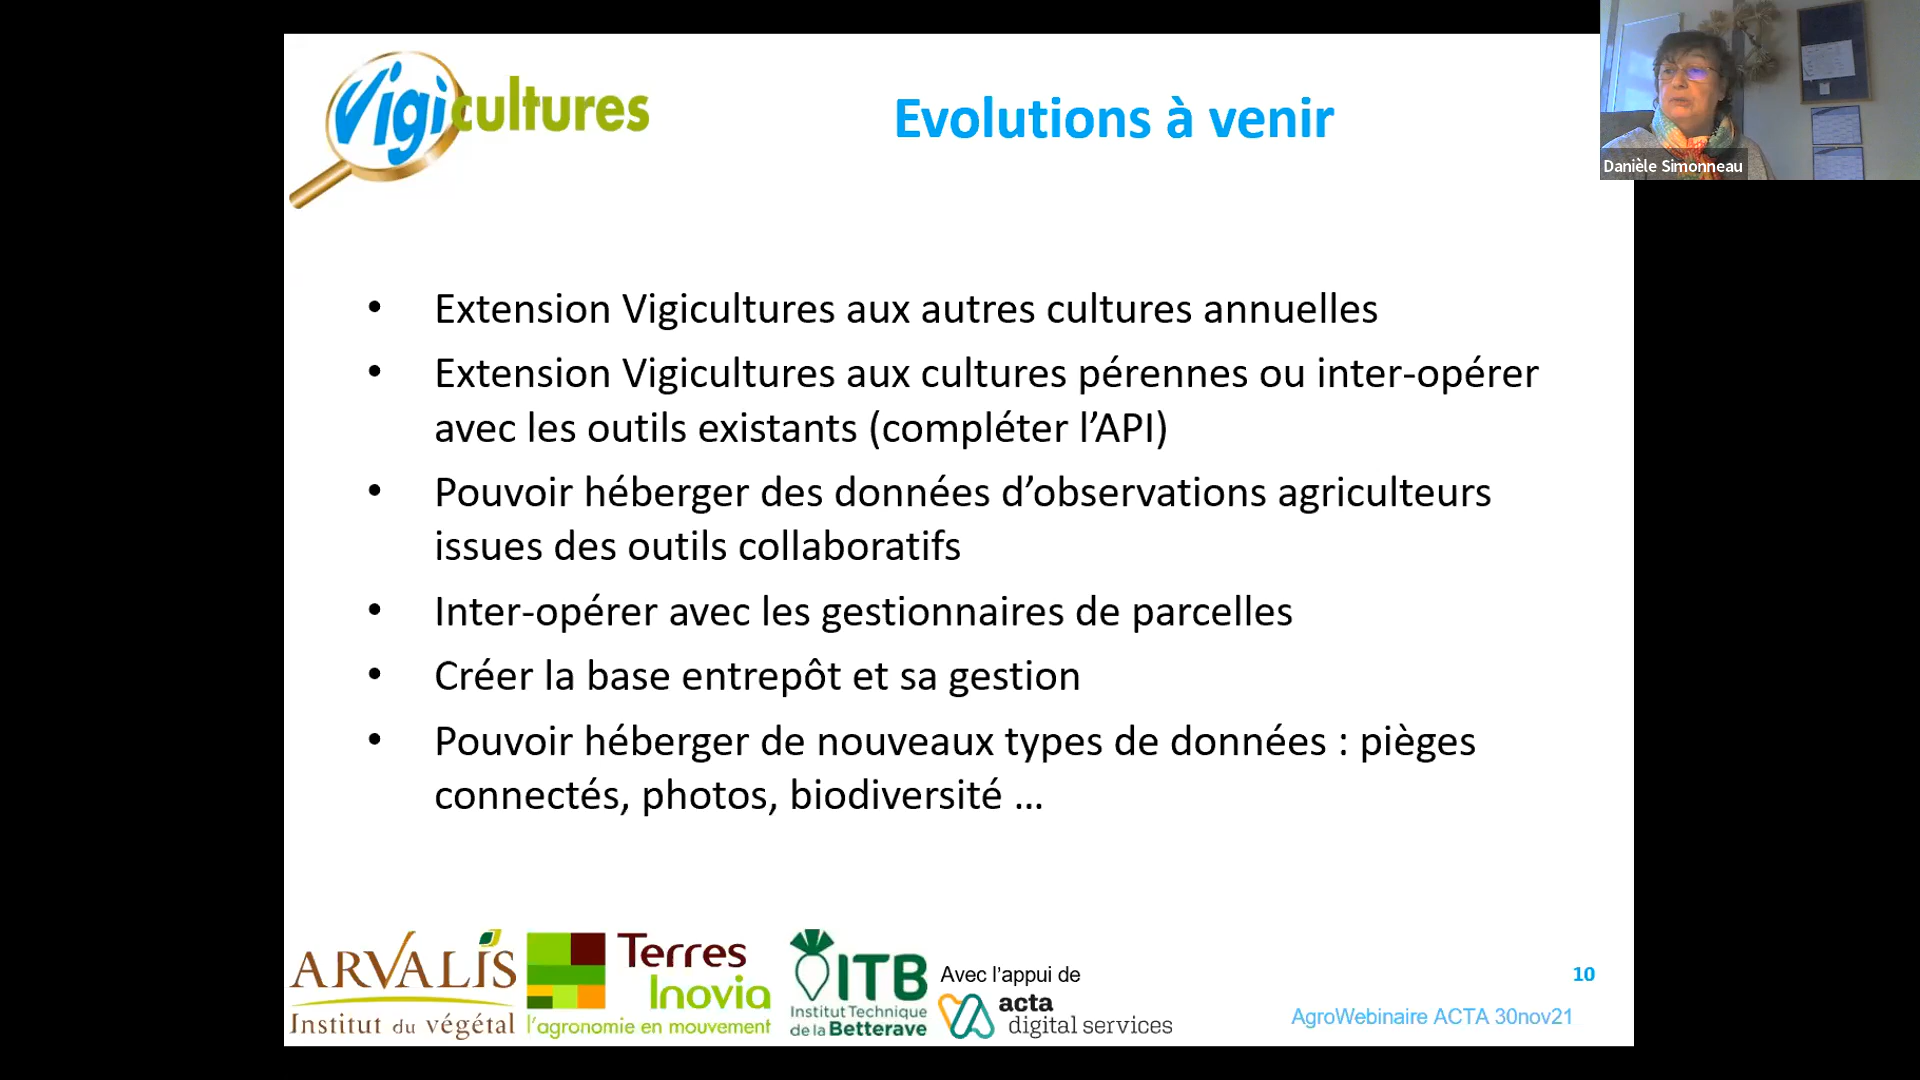 Vigicultures
Evolutions à venir
Danièle Simonneau
• Extension Vigicultures aux autres cultures annuelles
• Extension Vigicultures aux cultures pérennes ou inter-opérer
avec les outils existants (compléter l’API)
• Pouvoir héberger des données d’observations agriculteurs
issues des outils collaboratifs
• Inter-opérer avec les gestionnaires de parcelles
• Créer la base entrepôt et sa gestion
• Pouvoir héberger de nouveaux types de données : pièges
connectés, photos, biodiversité ...
ARVALIS
Institut du végétal
Terres
Inovia
l’agronomie en mouvement
ITB
Institut Technique
de la Betterave
Avec l’appui de
acta
digital services
10
AgroWebinaire ACTA 30nov21